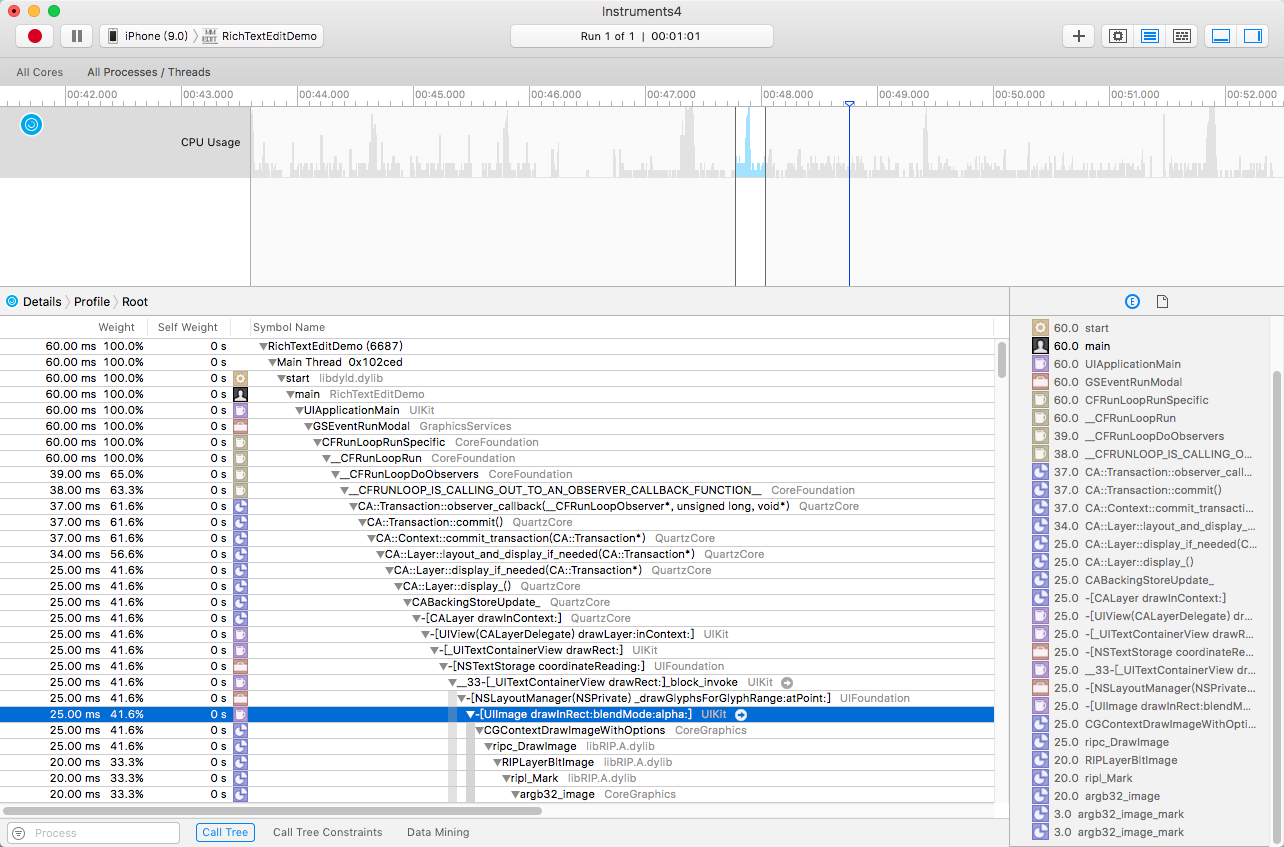 Instruments4
iPhone (9.0) RichTextEditDemo
Run 1 of 1 | 00:01:01
All Cores All Processes / Threads
00:42.000 00:43.000 00:44.000 00:45.000 00:46.000 00:47.000 00:48.000 00:49.000 00:50.000 00:51.000 00:52.000
CPU Usage
Details Profile Root
Weight Self Weight Symbol Name
60.00 ms 100.0% 0 s RichTextEditDemo (6687)
60.00 ms 100.0% 0 s Main Thread 0x102ced
60.00 ms 100.0% 0 s start libdyld.dylib
60.00 ms 100.0% 0 s main RichTextEditDemo
60.00 ms 100.0% 0 s UIApplicationMain UIKit
60.00 ms 100.0% 0 s GSEventRunModal GraphicsServices
60.00 ms 100.0% 0 s CFRunLoopRunSpecific CoreFoundation
60.00 ms 100.0% 0 s __CFRunLoopRun CoreFoundation
39.00 ms 65.0% 0 s __CFRunLoopDoObservers CoreFoundation
38.00 ms 63.3% 0 s __CFRUNLOOP_IS_CALLING_OUT_TO_AN_OBSERVER_CALLBACK_FUNCTION__ CoreFoundation
37.00 ms 61.6% 0 s CA::Transaction::observer_callback(__CFRunLoopObserver*, unsigned long, void*) QuartzCore
37.00 ms 61.6% 0 s CA::Transaction::commit() QuartzCore
37.00 ms 61.6% 0 s CA::Context::commit_transaction(CA::Transaction*) QuartzCore
34.00 ms 56.6% 0 s CA::Layer::layout_and_display_if_needed(CA::Transaction*) QuartzCore
25.00 ms 41.6% 0 s CA::Layer::display_if_needed(CA::Transaction*) QuartzCore
25.00 ms 41.6% 0 s CA::Layer::display_() QuartzCore
25.00 ms 41.6% 0 s CABackingStoreUpdate_ QuartzCore
25.00 ms 41.6% 0 s -[CALayer drawInContext:] QuartzCore
25.00 ms 41.6% 0 s -[UIView(CALayerDelegate) drawLayer:inContext:] UIKit
25.00 ms 41.6% 0 s -[_UITextContainerView drawRect:] UIKit
25.00 ms 41.6% 0 s -[NSTextStorage coordinateReading:] UIFoundation
25.00 ms 41.6% 0 s __33-[_UITextContainerView drawRect:]_block_invoke UIKit
25.00 ms 41.6% 0 s -[NSLayoutManager(NSPrivate) _drawGlyphsForGlyphRange:atPoint:] UIFoundation
25.00 ms 41.6% 0 s -[UIImage drawInRect:blendMode:alpha:] UIKit
25.00 ms 41.6% 0 s CGContextDrawImageWithOptions CoreGraphics
25.00 ms 41.6% 0 s ripc_DrawImage libRIP.A.dylib
20.00 ms 33.3% 0 s RIPLayerBltImage libRIP.A.dylib
20.00 ms 33.3% 0 s ripl_Mark libRIP.A.dylib
20.00 ms 33.3% 0 s argb32_image CoreGraphics
Process Call Tree Call Tree Constraints Data Mining
E
60.0 start
60.0 main
60.0 UIApplicationMain
60.0 GSEventRunModal
60.0 CFRunLoopRunSpecific
60.0 __CFRunLoopRun
39.0 __CFRunLoopDoObservers
38.0 __CFRUNLOOP_IS_CALLING_O...
37.0 CA::Transaction::observer_call...
37.0 CA::Transaction::commit()
37.0 CA::Context::commit_transacti...
34.0 CA::Layer::layout_and_display_...
25.0 CA::Layer::display_if_needed(C...
25.0 CA::Layer::display_()
25.0 CABackingStoreUpdate_
25.0 -[CALayer drawInContext:]
25.0 -[UIView(CALayerDelegate) dr...
25.0 -[_UITextContainerView drawR...
25.0 -[NSTextStorage coordinateRe...
25.0 __33-[_UITextContainerView dr...
25.0 -[NSLayoutManager(NSPrivate...
25.0 -[UIImage drawInRect:blendM...
25.0 CGContextDrawImageWithOpti...
25.0 ripc_DrawImage
20.0 RIPLayerBltImage
20.0 ripl_Mark
20.0 argb32_image
3.0 argb32_image_mark
3.0 argb32_image_mark